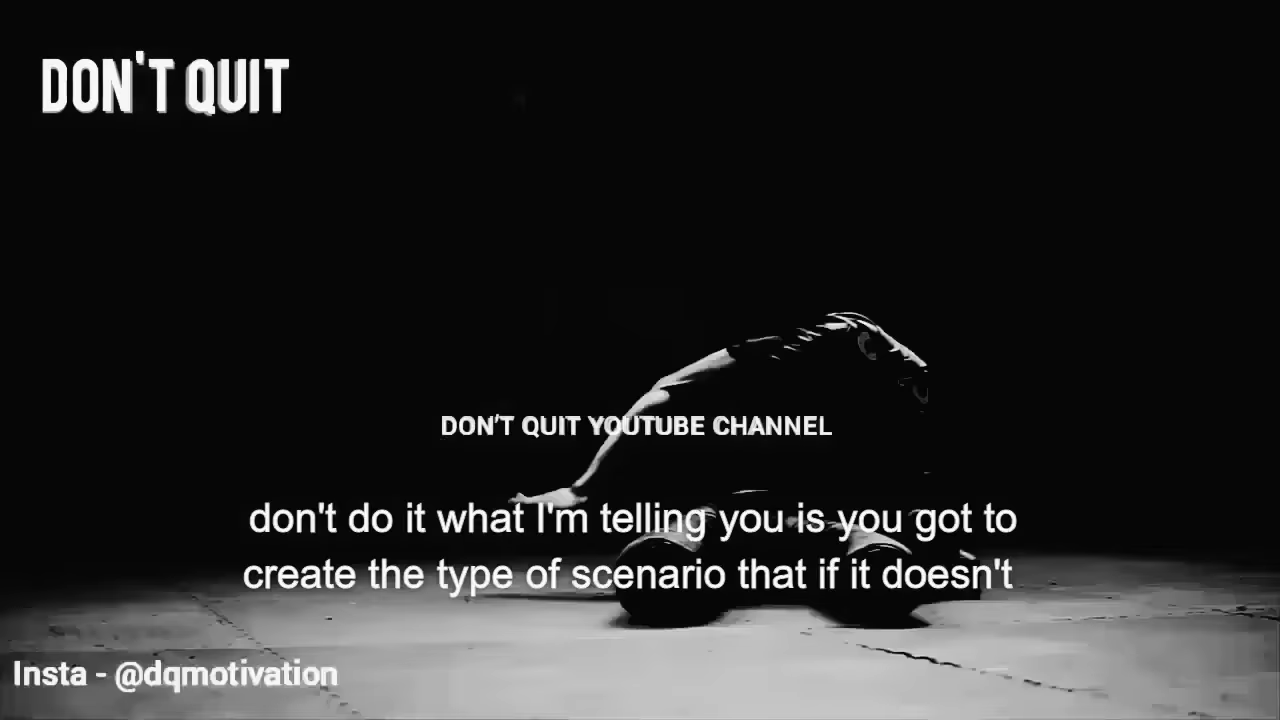 DON'T QUIT
DON'T QUIT YOUTUBE CHANNEL
don't do it what I'm telling you is you got to
create the type of scenario that if it doesn't
Insta - @dqmotivation